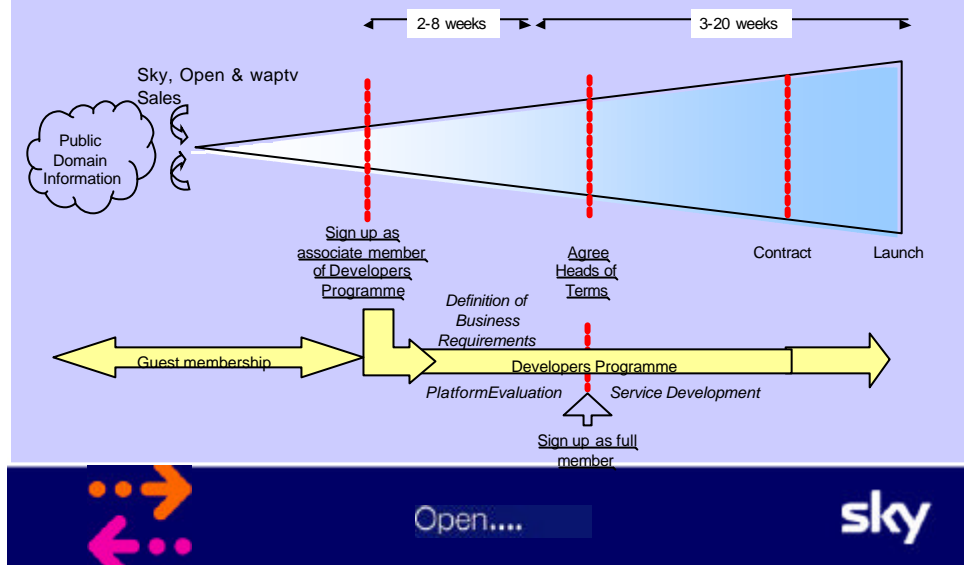 2-8 weeks
3-20 weeks
Sky, Open & waptv
Sales
Public
Domain
Information
Sign up as
associate member
of Developers
Programme
Agree
Heads of
Terms
Contract
Launch
Definition of
Business
Requirements
Guest membership
Developers Programme
PlatformEvaluation
Service Development
Sign up as full
member
Open....
sky